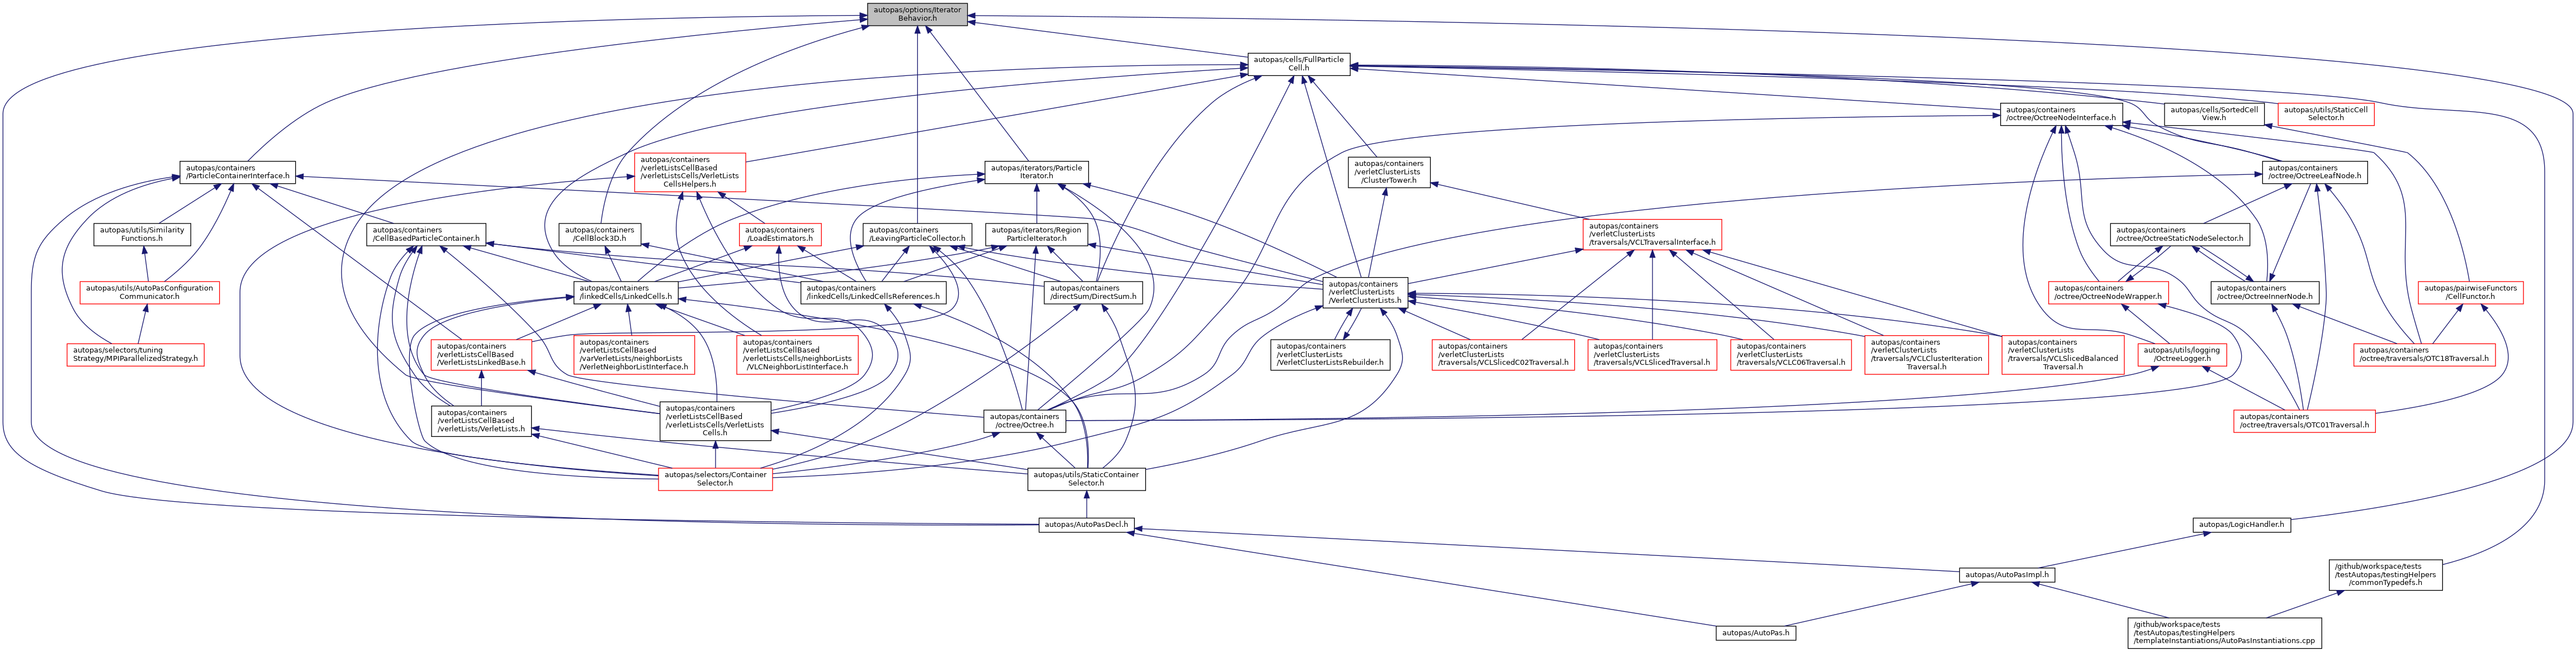 autopas/options/Iterator
Behavior.h
autopas/cells/FullParticle
Cell.h
autopas/containers
/octree/OctreeNodeInterface.h
autopas/cells/SortedCell
View.h
autopas/utils/StaticCell
Selector.h
autopas/containers
/ParticleContainerInterface.h
autopas/containers
/verletListsCellBased
/verletListsCells/VerletLists
CellsHelpers.h
autopas/iterators/Particle
Iterator.h
autopas/containers
/verletClusterLists
/ClusterTower.h
autopas/containers
/octree/OctreeLeafNode.h
autopas/utils/Similarity
Functions.h
autopas/containers
/CellBasedParticleContainer.h
autopas/containers
/CellBlock3D.h
autopas/containers
/LoadEstimators.h
autopas/containers
/LeavingParticleCollector.h
autopas/iterators/Region
ParticleIterator.h
autopas/containers
/verletClusterLists
/traversals/VCLTraversalInterface.h
autopas/containers
/octree/OctreeStaticNodeSelector.h
autopas/utils/AutoPasConfiguration
Communicator.h
autopas/containers
/linkedCells/LinkedCells.h
autopas/containers
/linkedCells/LinkedCellsReferences.h
autopas/containers
/directSum/DirectSum.h
autopas/containers
/verletClusterLists
/VerletClusterLists.h
autopas/containers
/octree/OctreeNodeWrapper.h
autopas/containers
/octree/OctreeInnerNode.h
autopas/pairwiseFunctors
/CellFunctor.h
autopas/selectors/tuning
Strategy/MPIParallelizedStrategy.h
autopas/containers
/verletListsCellBased
/VerletListsLinkedBase.h
autopas/containers
/verletListsCellBased
/varVerletLists/neighborLists
/VerletNeighborListInterface.h
autopas/containers
/verletListsCellBased
/verletListsCells/neighborLists
/VLCNeighborListInterface.h
autopas/containers
/verletClusterLists
/VerletClusterListsRebuilder.h
autopas/containers
/verletClusterLists
/traversals/VCLSlicedC02Traversal.h
autopas/containers
/verletClusterLists
/traversals/VCLSlicedTraversal.h
autopas/containers
/verletClusterLists
/traversals/VCLC06Traversal.h
autopas/containers
/verletClusterLists
/traversals/VCLClusterIteration
Traversal.h
autopas/containers
/verletClusterLists
/traversals/VCLSlicedBalanced
Traversal.h
autopas/utils/logging
/OctreeLogger.h
autopas/containers
/octree/traversals/OTC18Traversal.h
autopas/containers
/verletListsCellBased
/verletLists/VerletLists.h
autopas/containers
/verletListsCellBased
/verletListsCells/VerletLists
Cells.h
autopas/containers
/octree/Octree.h
autopas/containers
/octree/traversals/OTC01Traversal.h
autopas/selectors/Container
Selector.h
autopas/utils/StaticContainer
Selector.h
autopas/AutoPasDecl.h
autopas/LogicHandler.h
autopas/AutoPasImpl.h
/github/workspace/tests
/testAutopas/testingHelpers
/commonTypedefs.h
autopas/AutoPas.h
/github/workspace/tests
/testAutopas/testingHelpers
/templateInstantiations/AutoPasInstantiations.cpp